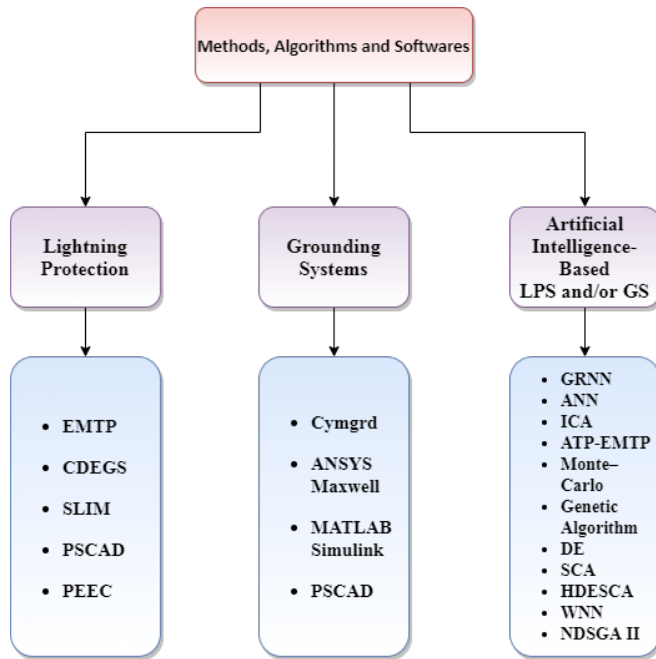 Methods, Algorithms and Softwares
Lightning
Protection
Grounding
Systems
Artificial
Intelligence-
Based
LPS and/or GS
• EMTP
• CDEGS
• SLIM
• PSCAD
• PEEC
• Cymgrd
• ANSYS
Maxwell
• MATLAB
Simulink
• PSCAD
• GRNN
• ANN
• ICA
• ATP-EMTP
• Monte–
Carlo
• Genetic
Algorithm
• DE
• SCA
• HDESCA
• WNN
• NDSGA II